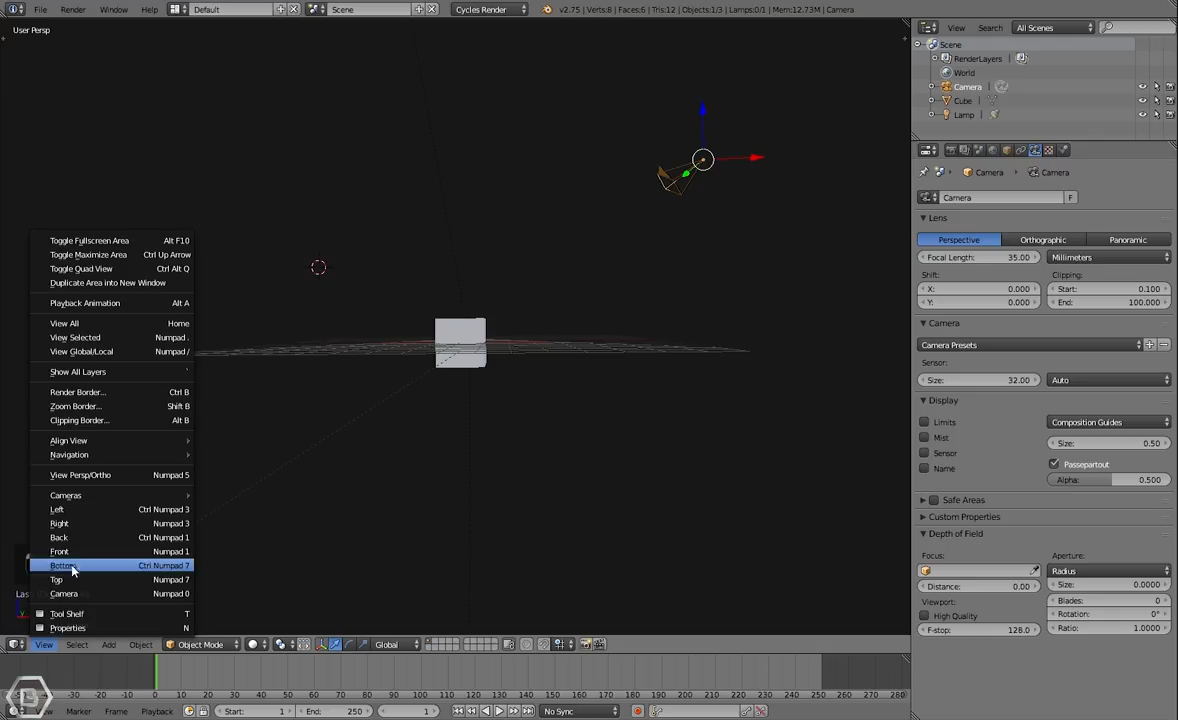 File Render Window Help Default Scene Cycles Render v2.75 | Verts:8 | Faces:6 | Tris:12 | Objects:1/3 | Lamps:0/1 | Mem:12.73M | Camera
User Persp
View Search All Scenes
Scene
RenderLayers
World
Camera
Cube
Lamp
Camera Camera
Camera F
Lens
Perspective Orthographic Panoramic
Focal Length: 35.00 Millimeters
Shift: Clipping:
X: 0.000 Start: 0.100
Y: 0.000 End: 100.000
Camera
Camera Presets
Sensor:
Size: 32.00 Auto
Display
Limits Composition Guides
Mist Size: 0.50
Sensor Passepartout
Name Alpha: 0.500
Safe Areas
Custom Properties
Depth of Field
Focus: Aperture:
Radius
Distance: 0.00 Size: 0.0000
Viewport: Blades: 0
High Quality Rotation: 0°
F-stop: 128.0 Ratio: 1.0000
Toggle Fullscreen Area Alt F10
Toggle Maximize Area Ctrl Up Arrow
Toggle Quad View Ctrl Alt Q
Duplicate Area into New Window
Playback Animation Alt A
View All Home
View Selected Numpad .
View Global/Local Numpad /
Show All Layers `
Render Border... Ctrl B
Zoom Border... Shift B
Clipping Border... Alt B
Align View
Navigation
View Persp/Ortho Numpad 5
Cameras
Left Ctrl Numpad 3
Right Numpad 3
Back Ctrl Numpad 1
Front Numpad 1
Bottom Ctrl Numpad 7
Top Numpad 7
Camera Numpad 0
Tool Shelf T
Properties N
View Select Add Object Object Mode Global
-30 -20 -10 0 10 20 30 40 50 60 70 80 90 100 110 120 130 140 150 160 170 180 190 200 210 220 230 240 250 260 270 280
Marker Frame Playback Start: 1 End: 250 1 No Sync